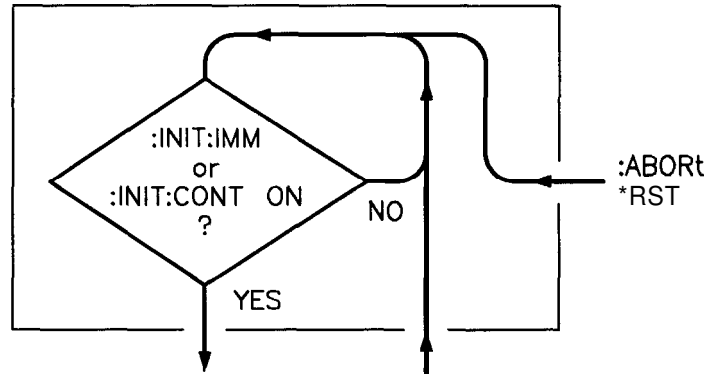 :INIT:IMM
or
:INIT:CONT ON
?
NO
YES
:ABORt
*RST